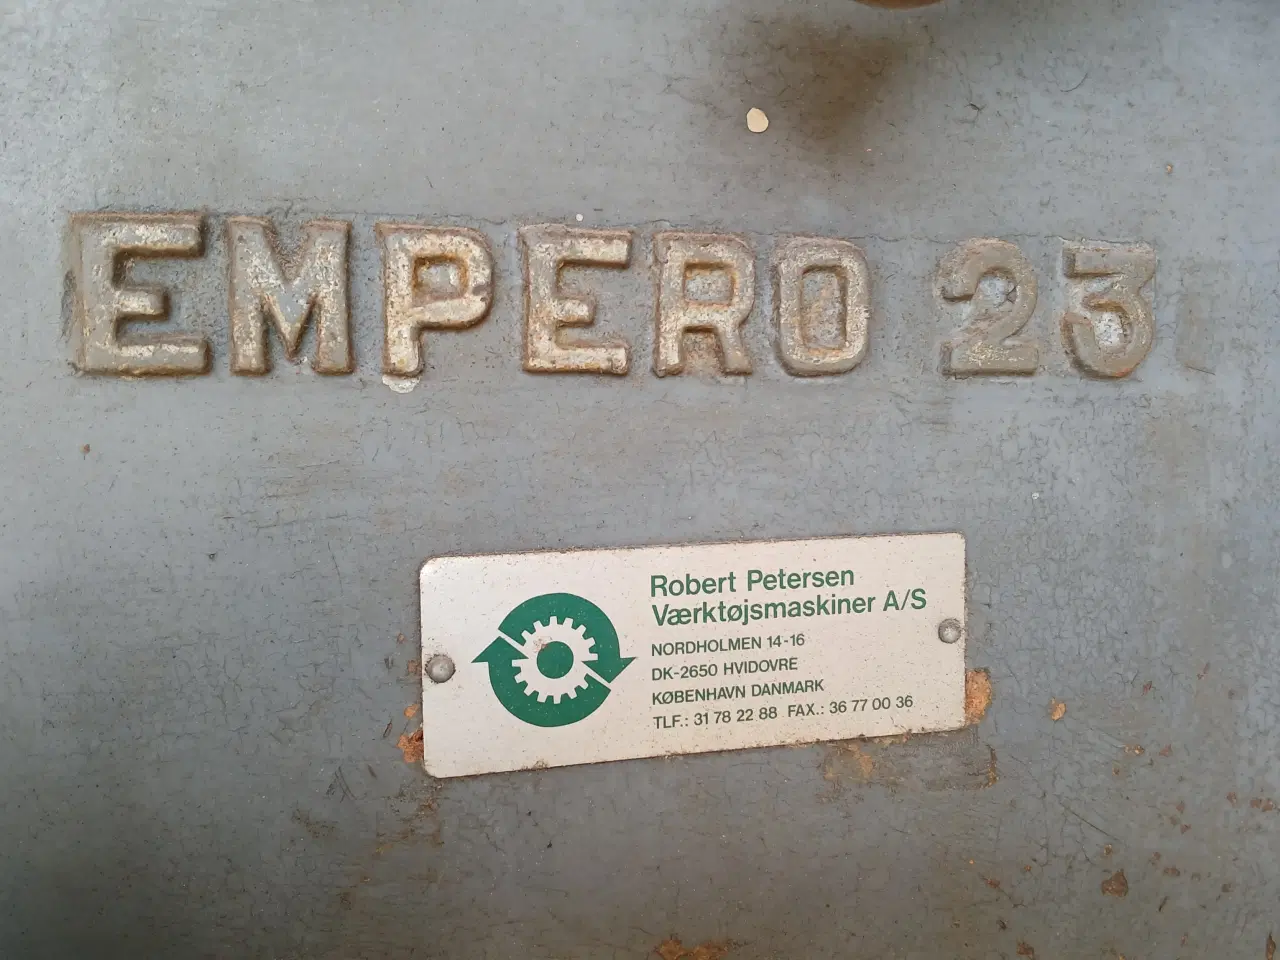 EMPERO 23
Robert Petersen
Værktøjsmaskiner A/S
NORDHOLMEN 14-16
DK-2650 HVIDOVRE
KØBENHAVN DANMARK
TLF.: 31 78 22 88 FAX.: 36 77 00 36